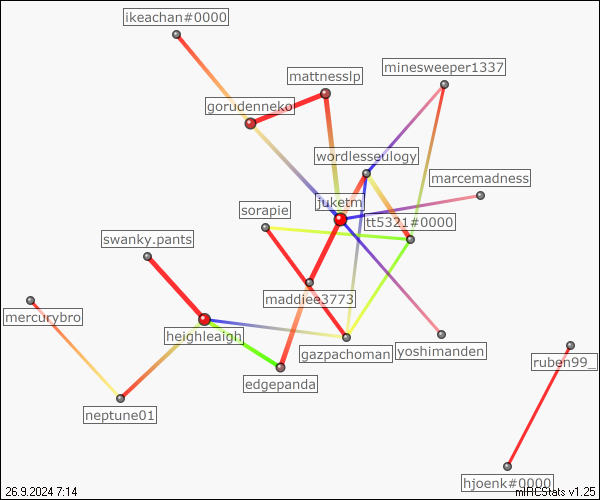 ikeachan#0000
minesweeper1337
mattnesslp
gorudenneko
wordlesseulogy
marcemadness
juketm
sorapie
tt5321#0000
swanky.pants
maddiee3773
mercurybro
heighleaigh
gazpachoman
yoshimanden
ruben99_
edgepanda
neptune01
hjoenk#0000
26.9.2024 7:14
mIRCStats v1.25